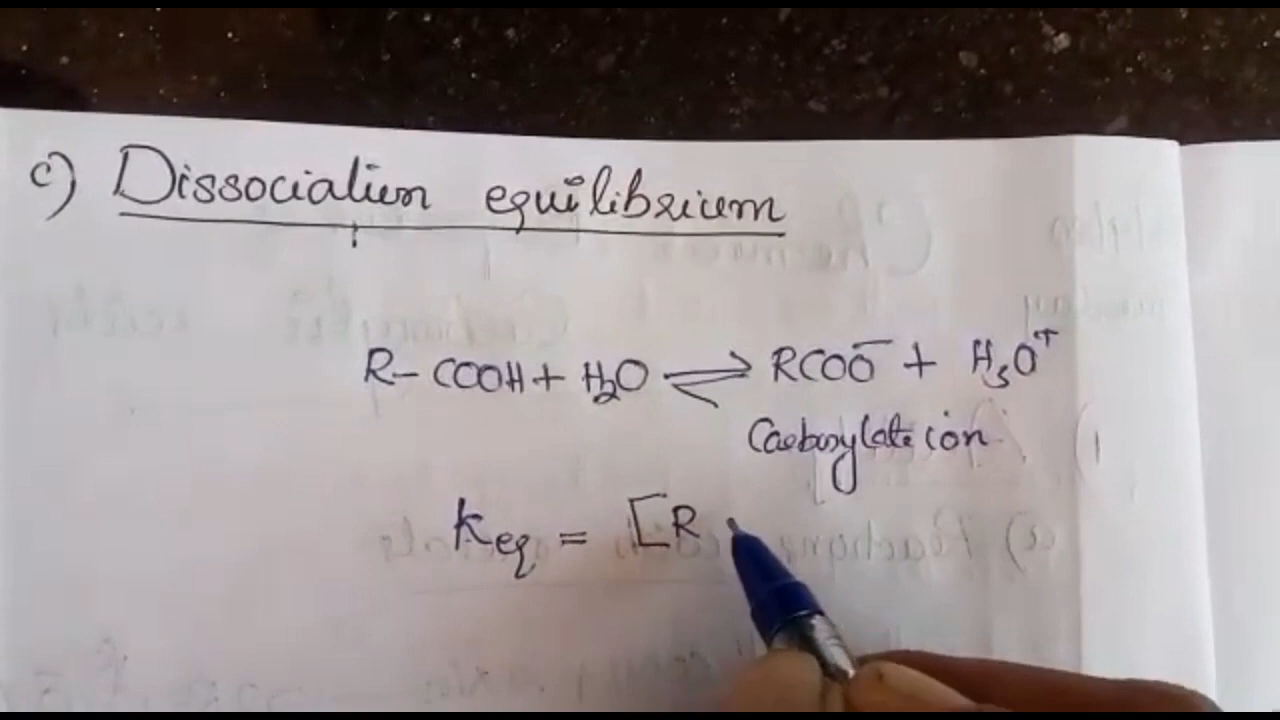 c) Dissociation equilibrium
R- COOH + H₂O ⇌ RCOO⁻ + H₃O⁺
Carboxylate ion
Keq = [R